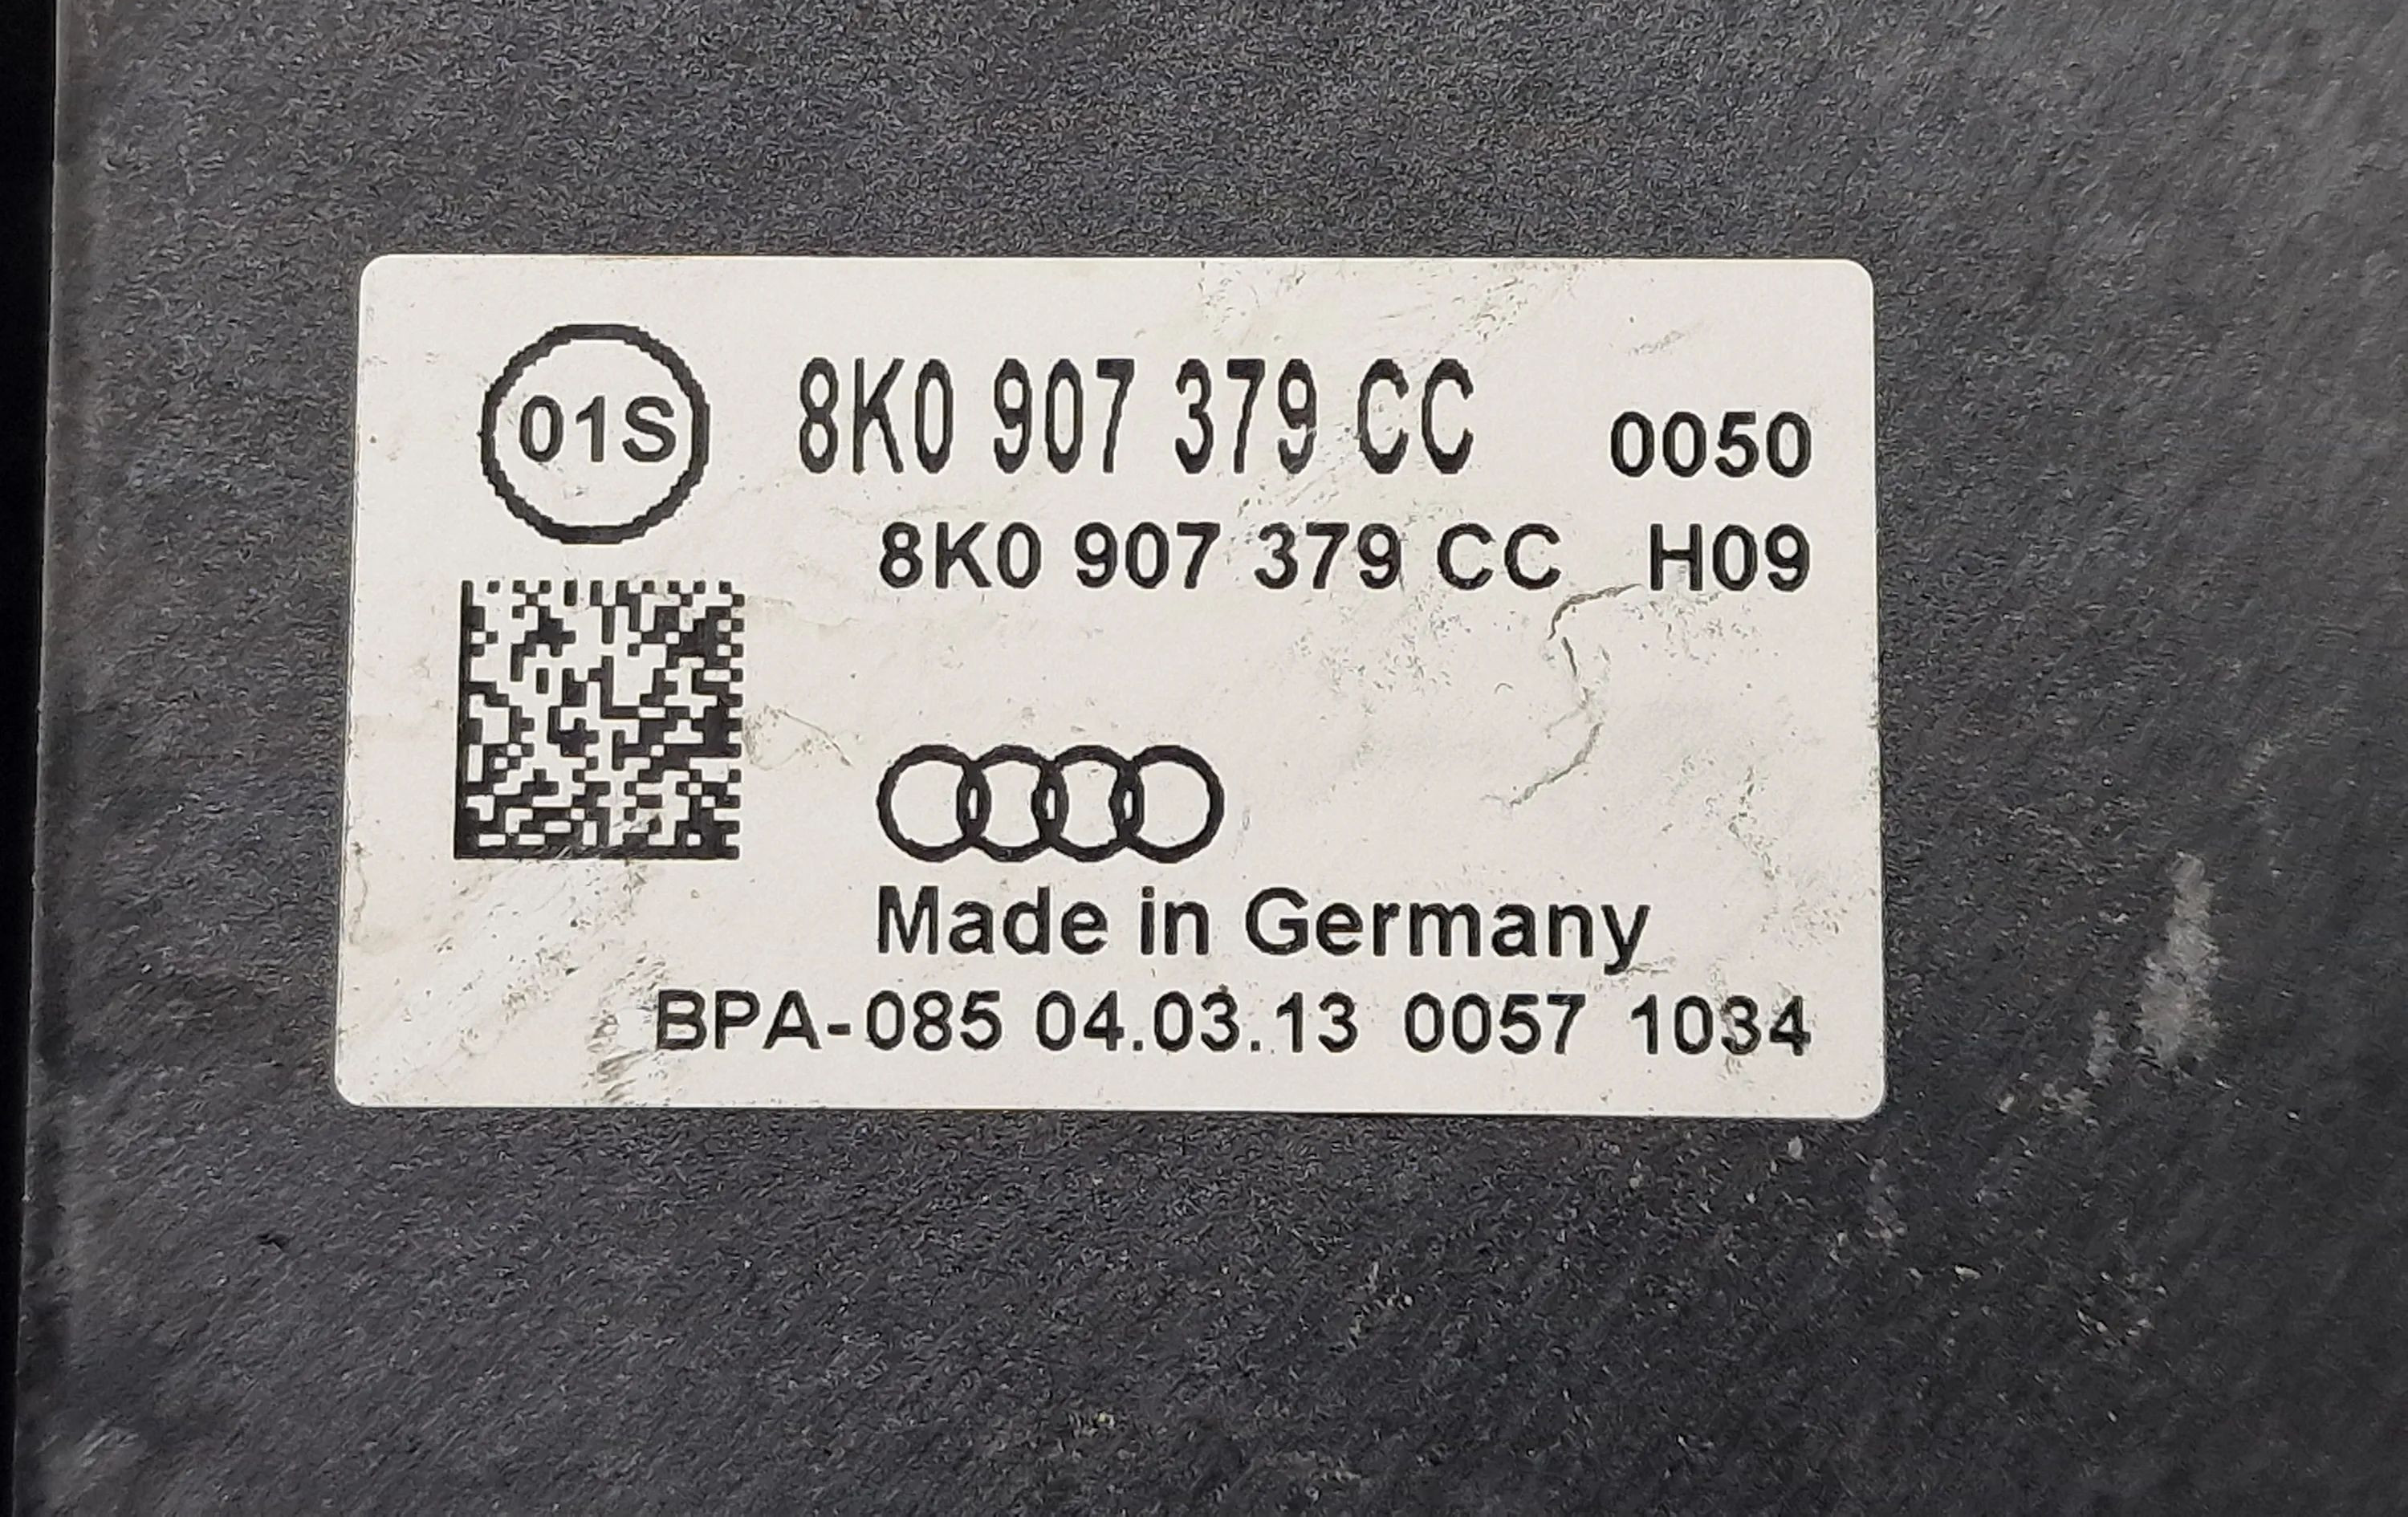 01S
8K0 907 379 CC 0050
8K0 907 379 CC H09
Made in Germany
BPA-085 04.03.13 0057 1034